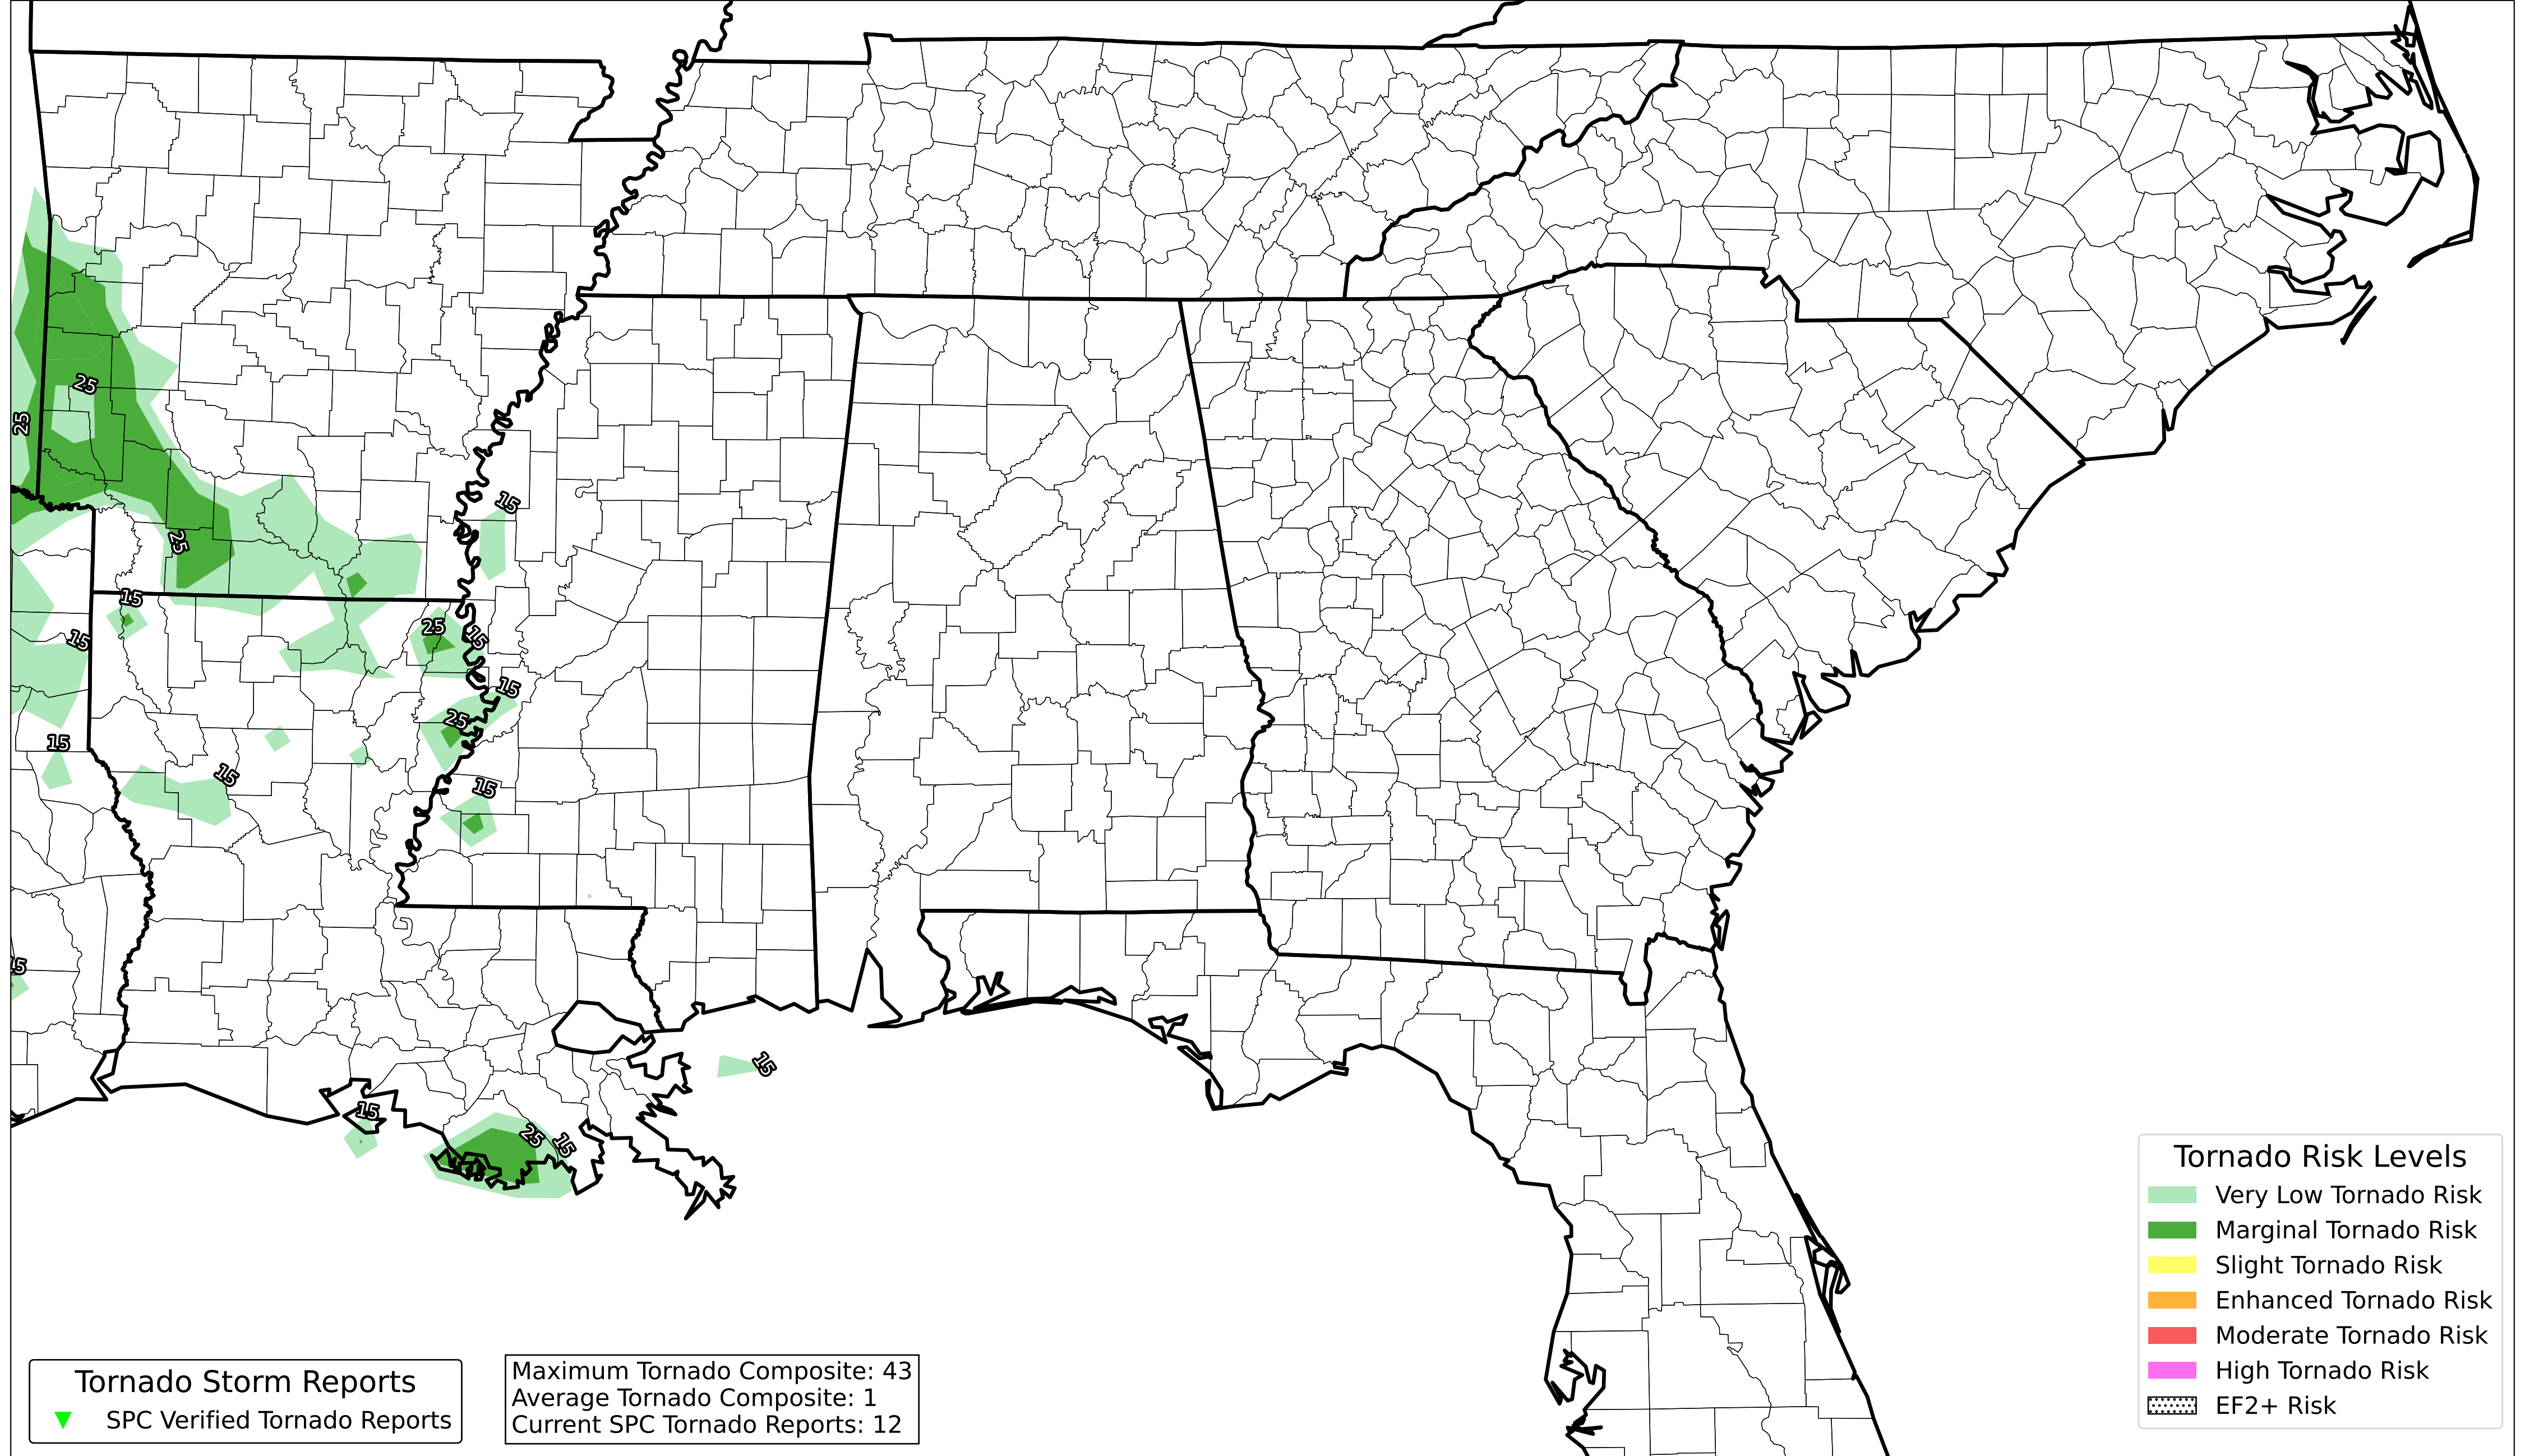 15
25
25
25
15
25
15
15
15
25
15
15
15
15
15
15
25
15
Tornado Risk Levels
Very Low Tornado Risk
Marginal Tornado Risk
Slight Tornado Risk
Enhanced Tornado Risk
Moderate Tornado Risk
High Tornado Risk
EF2+ Risk
Tornado Storm Reports
SPC Verified Tornado Reports
Maximum Tornado Composite: 43
Average Tornado Composite: 1
Current SPC Tornado Reports: 12